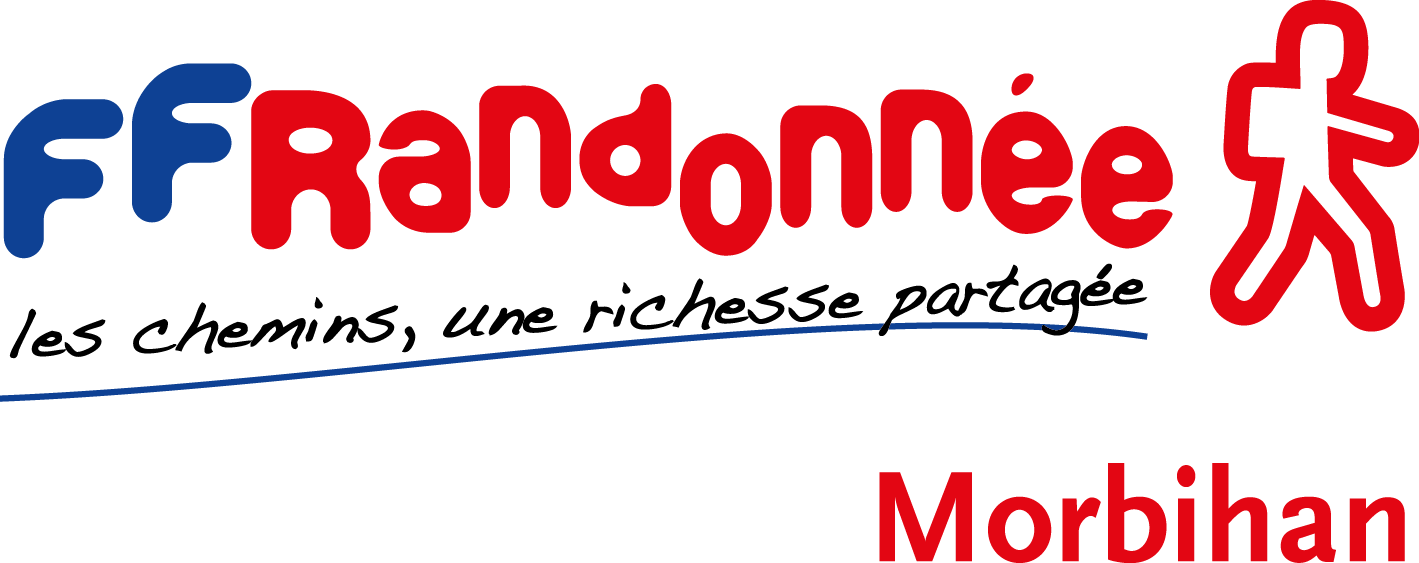 FFRandonnée
les chemins, une richesse partagée
Morbihan